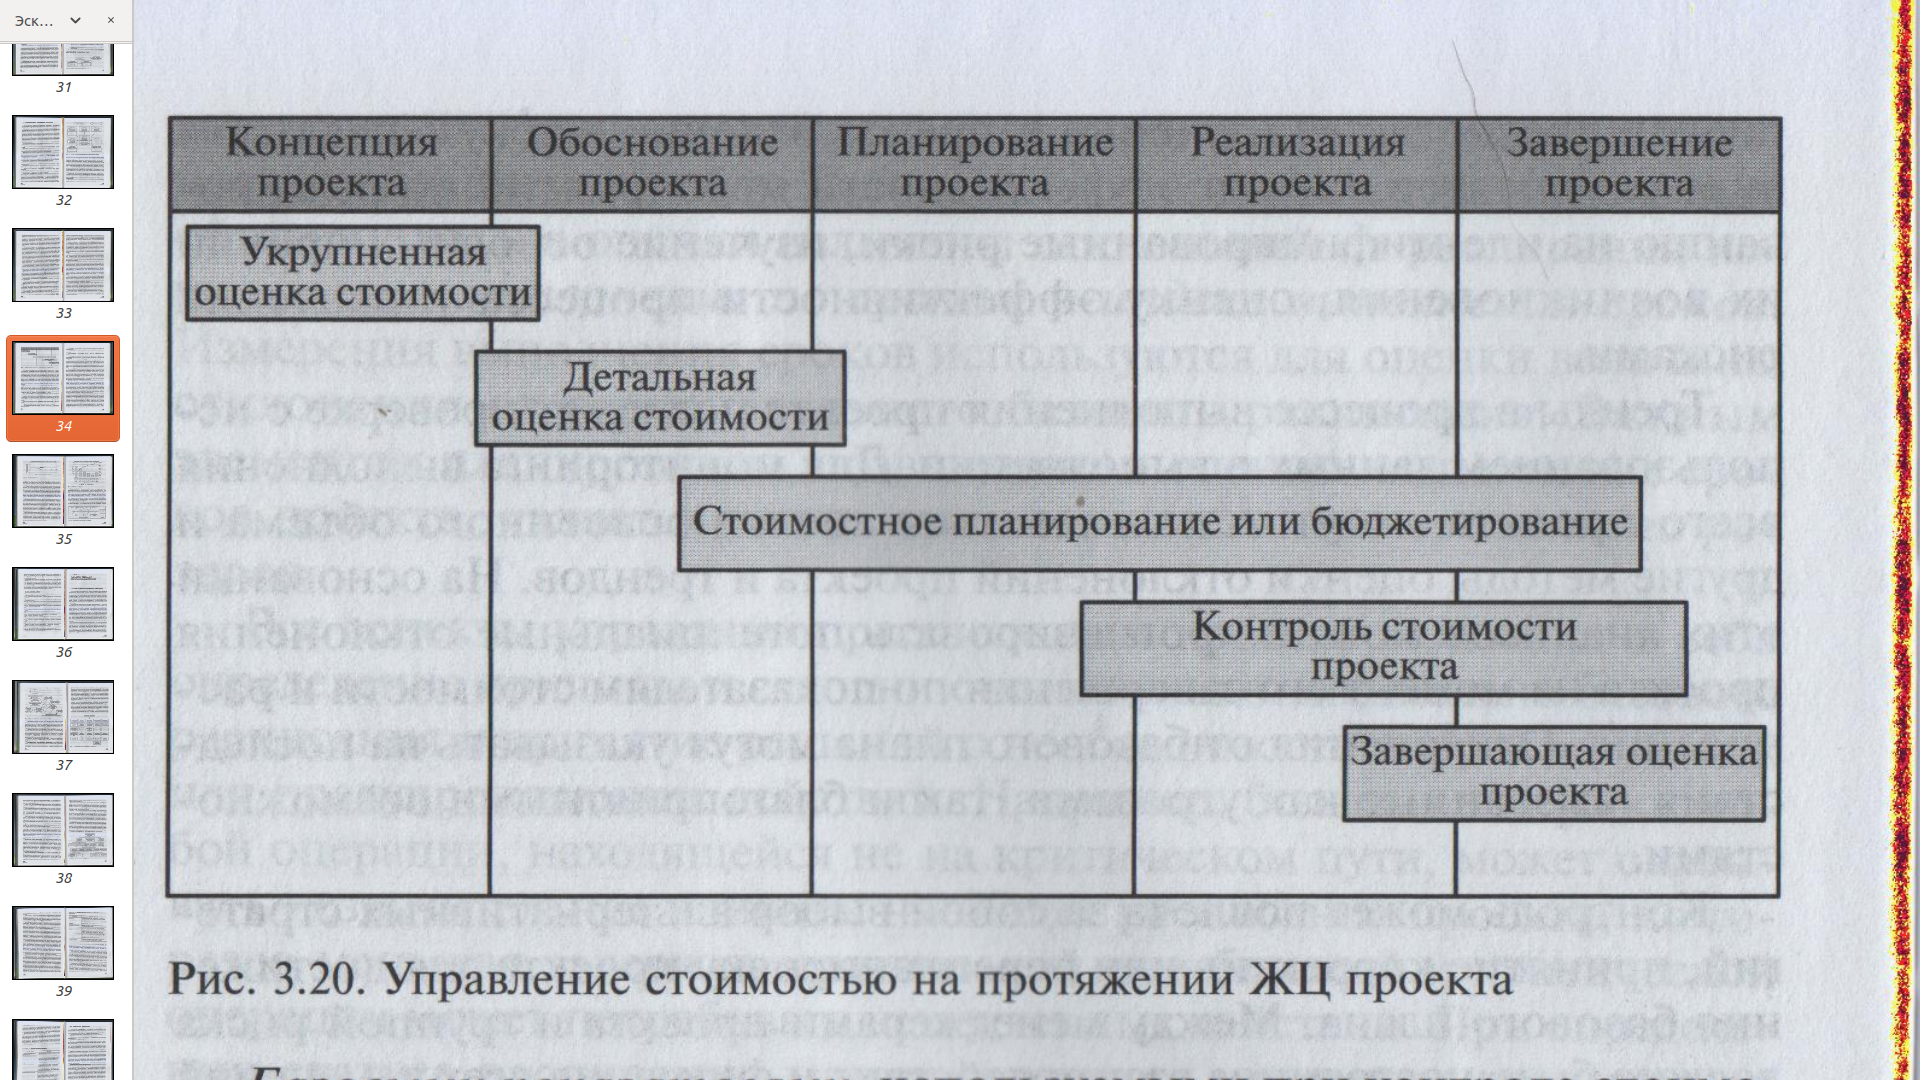 Эск...
31
32
33
34
35
36
37
38
39
Концепция
проекта
Обоснование
проекта
Планирование
проекта
Реализация
проекта
Завершение
проекта
Укрупненная
оценка стоимости
Детальная
оценка стоимости
Стоимостное планирование или бюджетирование
Контроль стоимости
проекта
Завершающая оценка
проекта
Рис. 3.20. Управление стоимостью на протяжении ЖЦ проекта